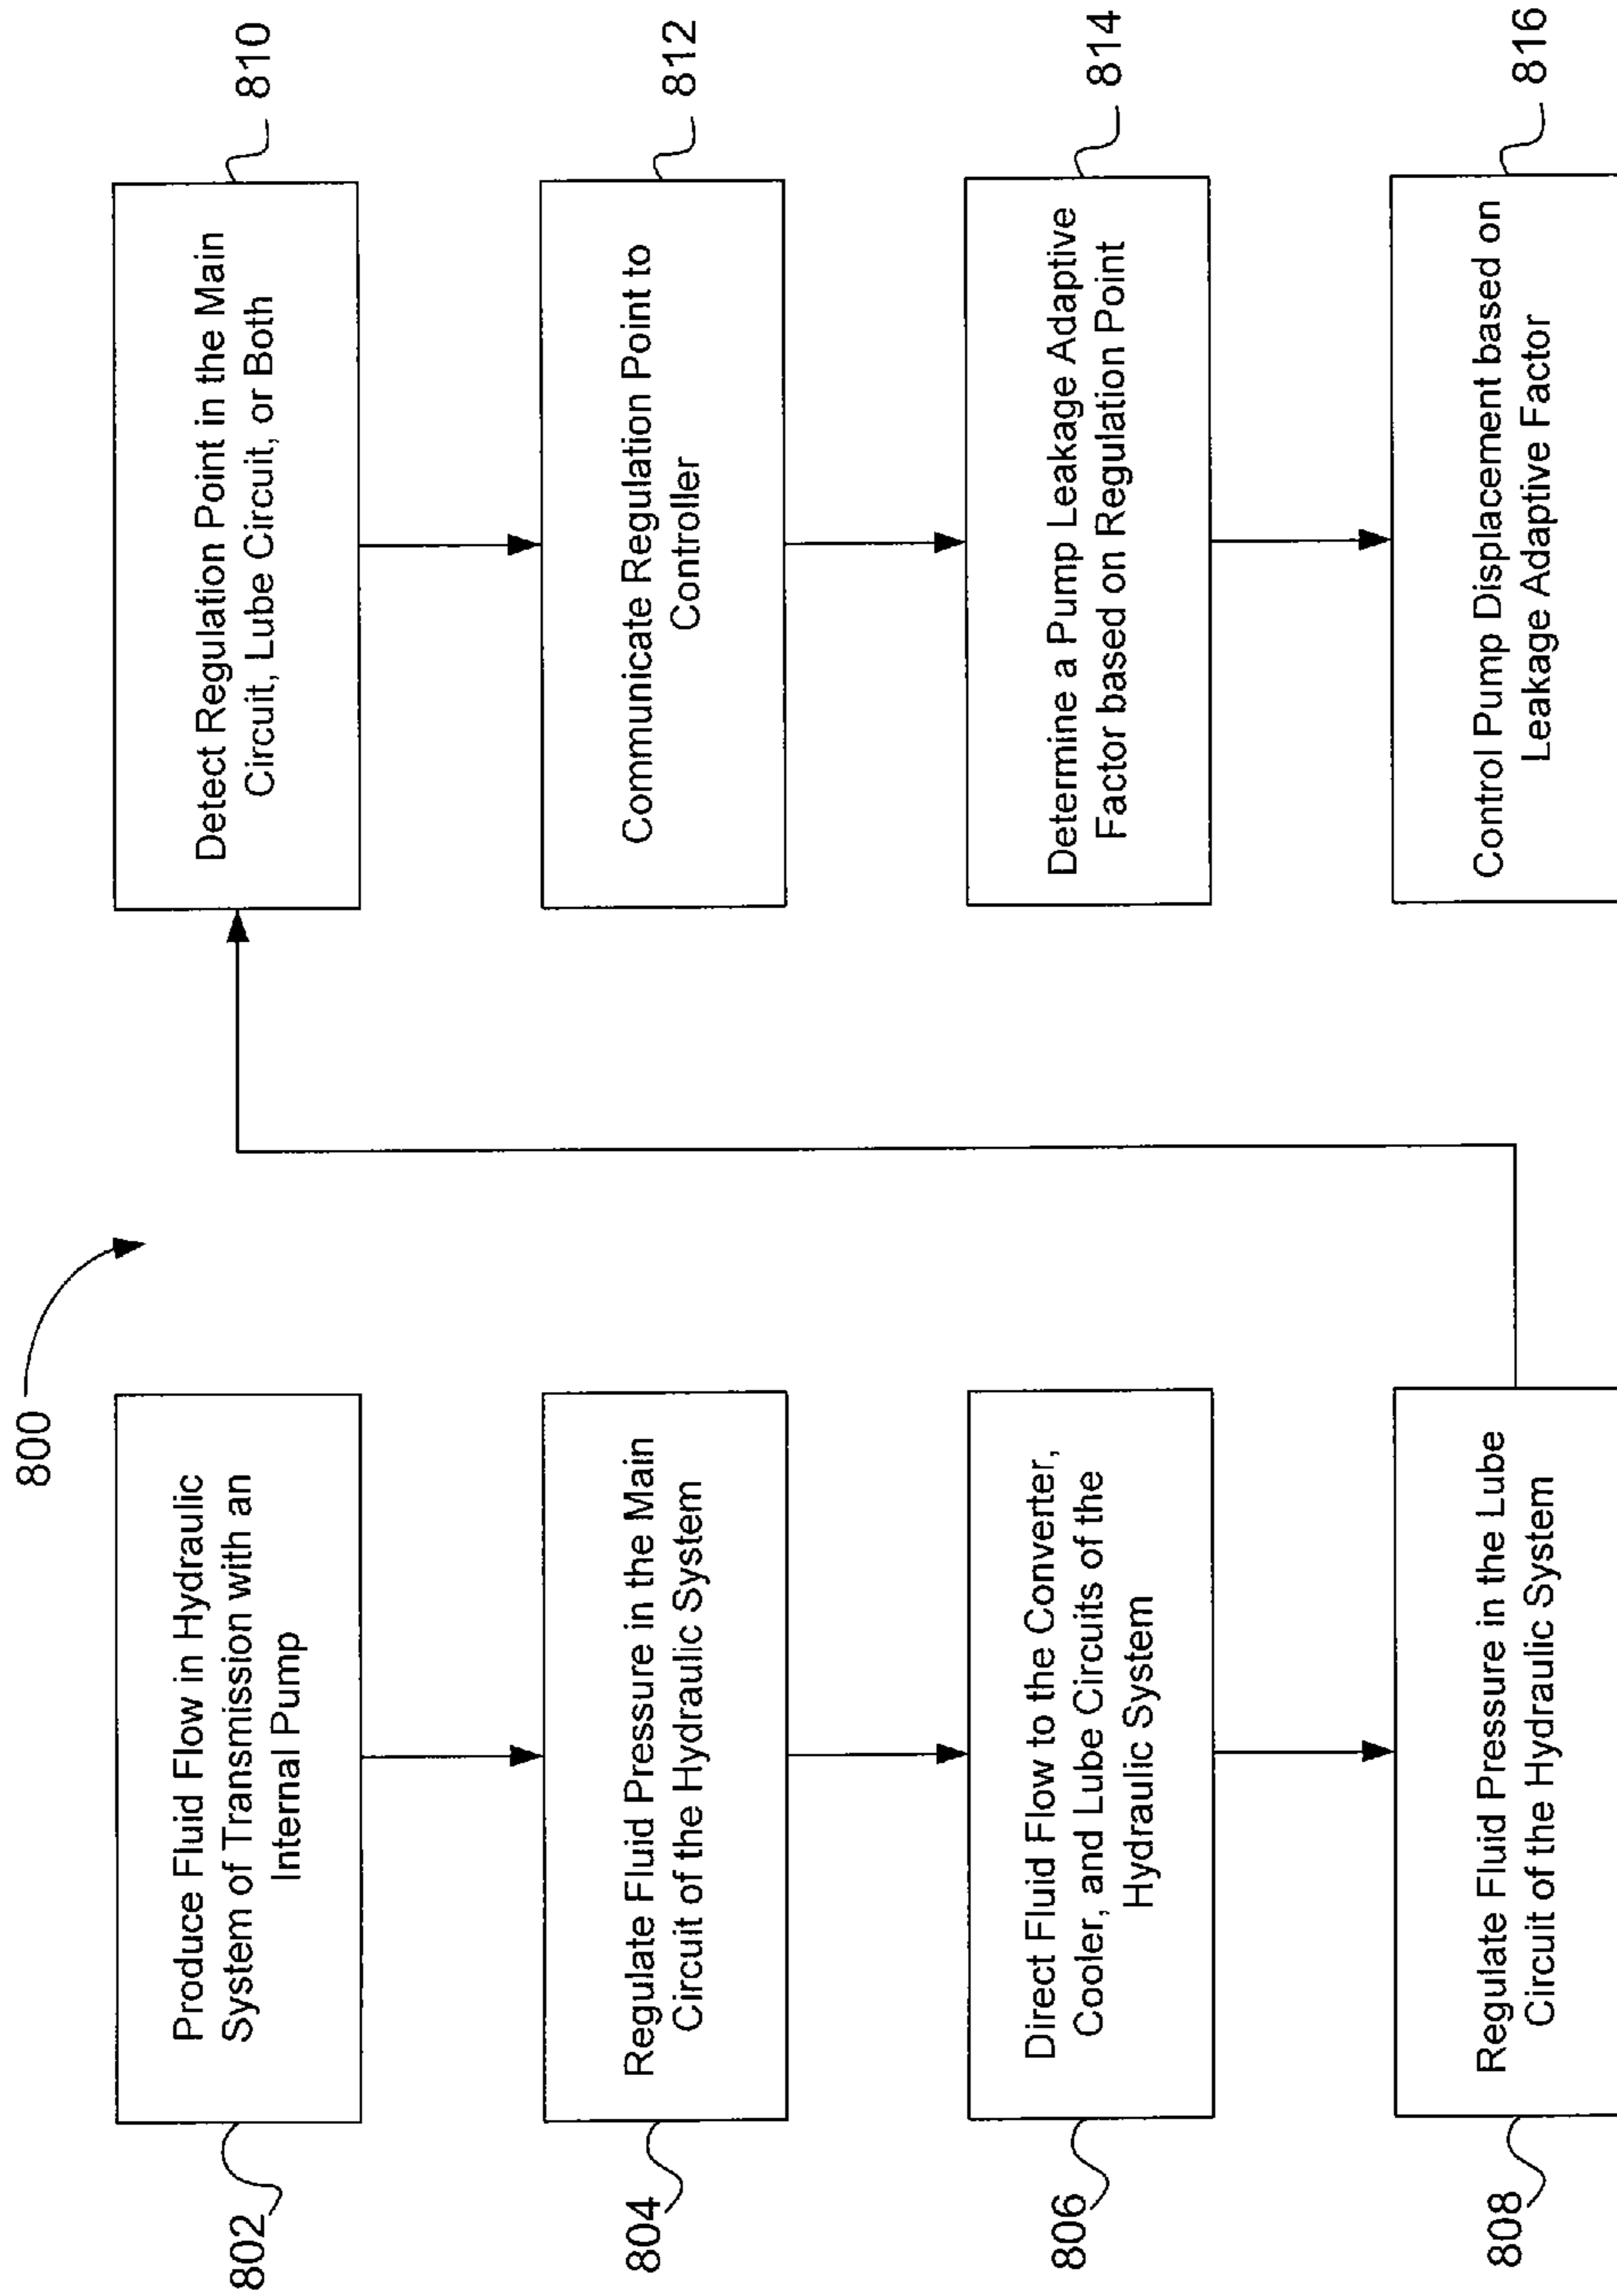 800
802
Produce Fluid Flow in Hydraulic
System of Transmission with an
Internal Pump
804
Regulate Fluid Pressure in the Main
Circuit of the Hydraulic System
806
Direct Fluid Flow to the Converter,
Cooler, and Lube Circuits of the
Hydraulic System
808
Regulate Fluid Pressure in the Lube
Circuit of the Hydraulic System
810
Detect Regulation Point in the Main
Circuit, Lube Circuit, or Both
812
Communicate Regulation Point to
Controller
814
Determine a Pump Leakage Adaptive
Factor based on Regulation Point
816
Control Pump Displacement based on
Leakage Adaptive Factor